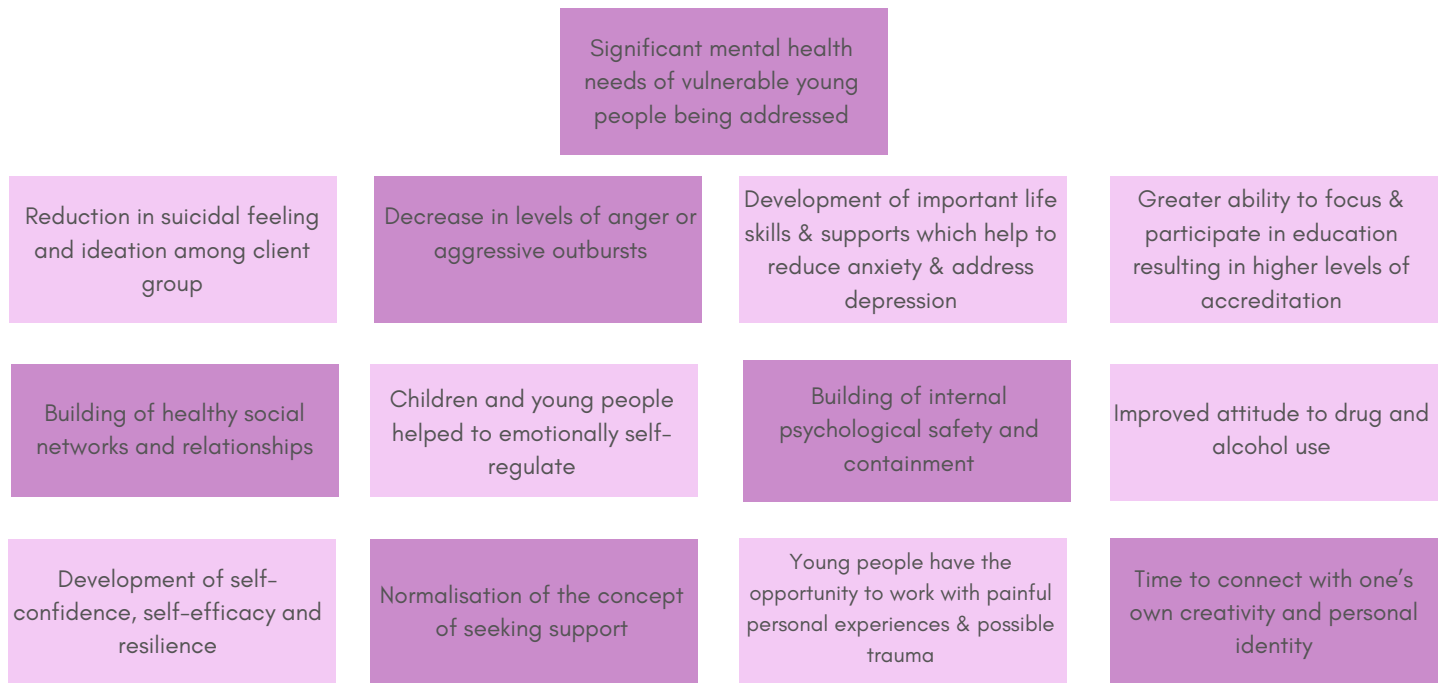 Significant mental health
needs of vulnerable young
people being addressed
Reduction in suicidal feeling
and ideation among client
group
Decrease in levels of anger or
aggressive outbursts
Development of important life
skills & supports which help to
reduce anxiety & address
depression
Greater ability to focus &
participate in education
resulting in higher levels of
accreditation
Building of healthy social
networks and relationships
Children and young people
helped to emotionally self-
regulate
Building of internal
psychological safety and
containment
Improved attitude to drug and
alcohol use
Development of self-
confidence, self-efficacy and
resilience
Normalisation of the concept
of seeking support
Young people have the
opportunity to work with painful
personal experiences & possible
trauma
Time to connect with one’s
own creativity and personal
identity